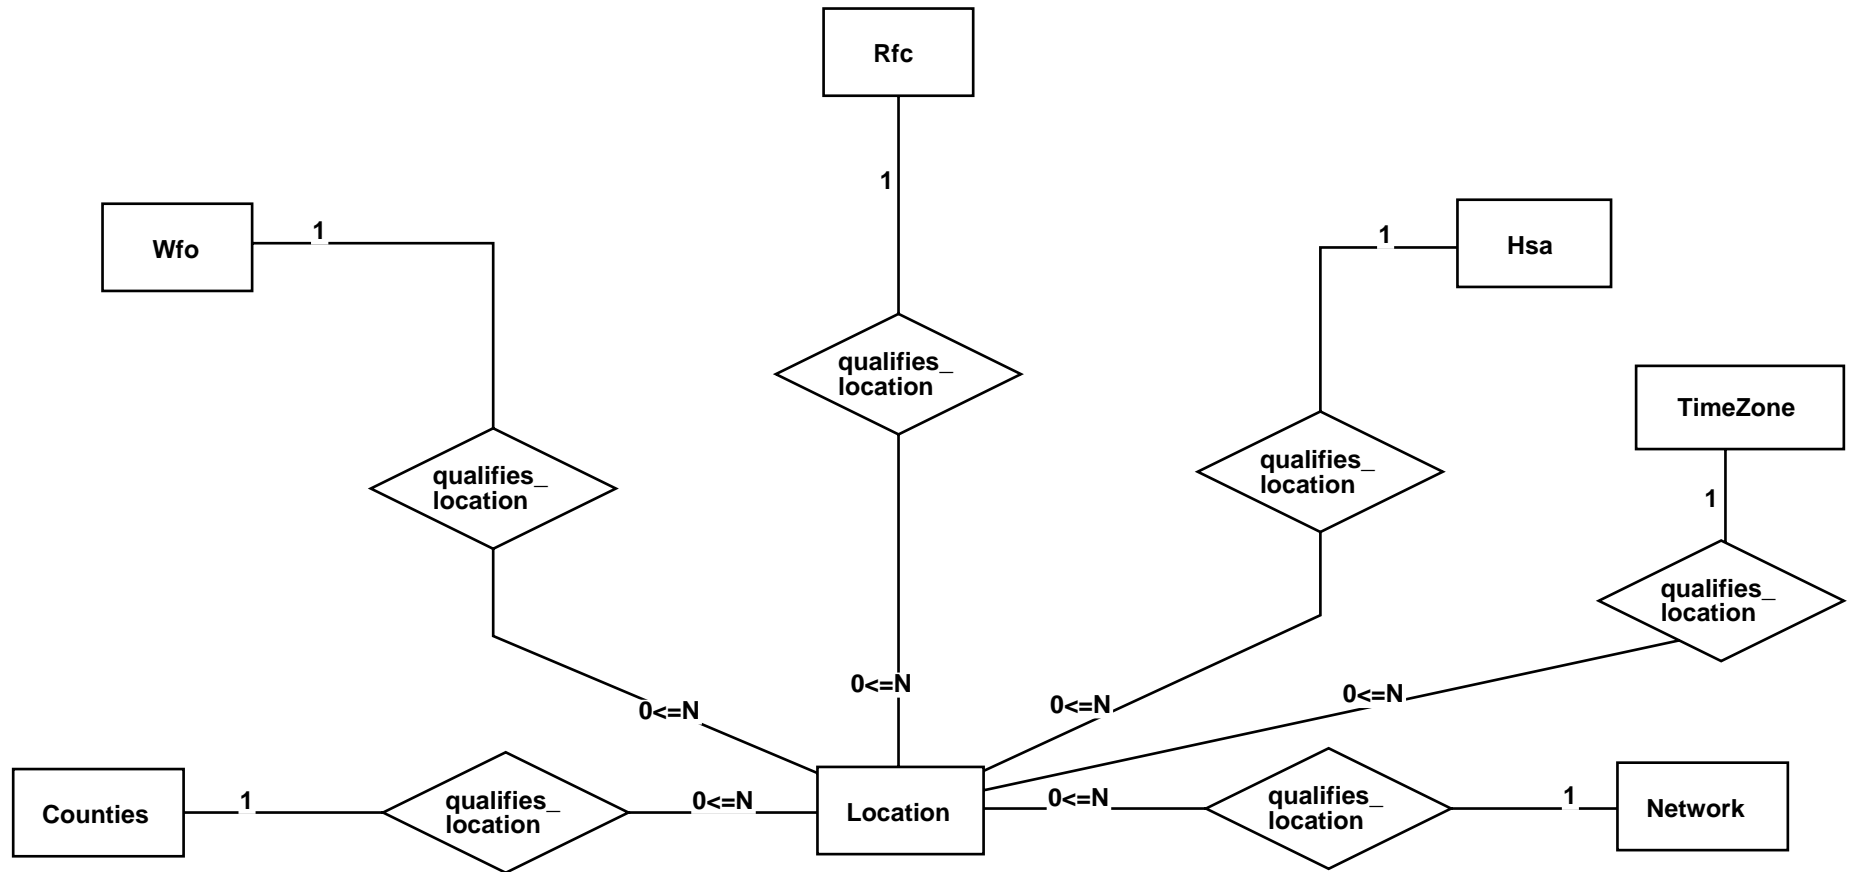 Rfc
1
Wfo
1
1
Hsa
qualifies_
location
TimeZone
qualifies_
location
qualifies_
location
1
qualifies_
location
0<=N
0<=N
0<=N
0<=N
Counties
1
qualifies_
location
0<=N
Location
0<=N
qualifies_
location
1
Network